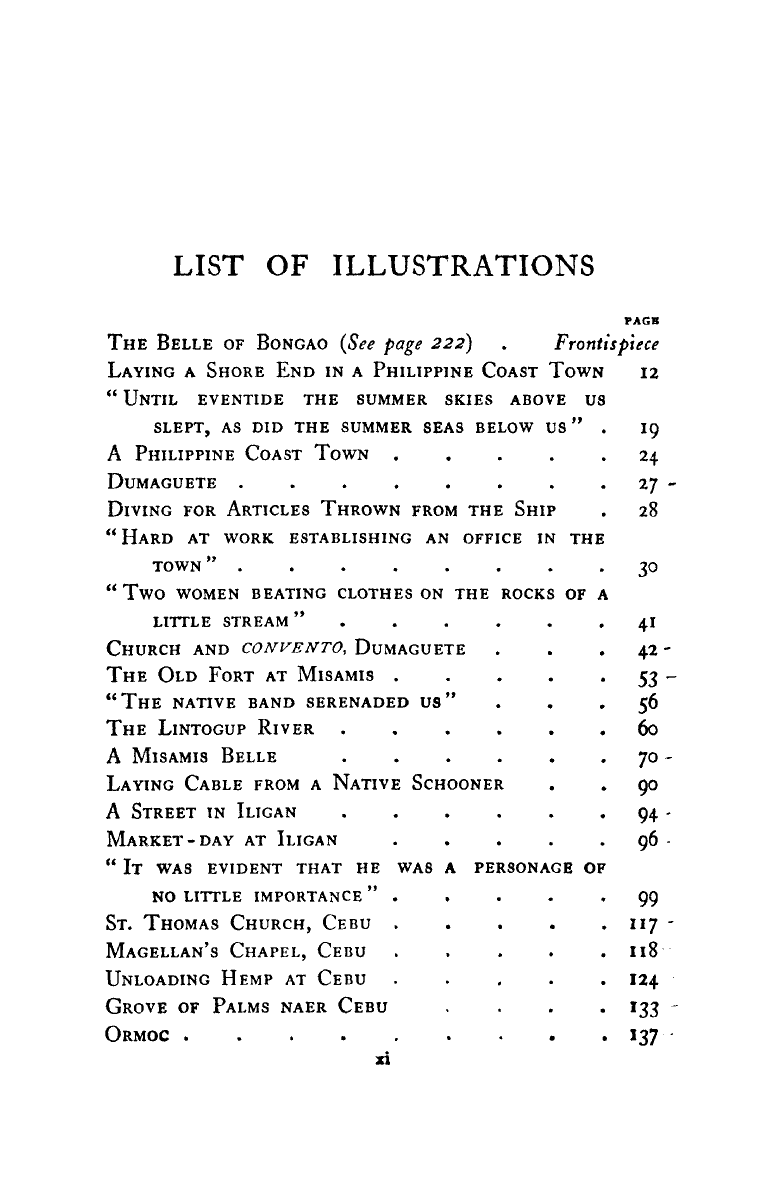 LIST OF ILLUSTRATIONS
PAGE
THE BELLE OF BONGAO (See page 222) . Frontispiece
LAYING A SHORE END IN A PHILIPPINE COAST TOWN 12
“UNTIL EVENTIDE THE SUMMER SKIES ABOVE US
SLEPT, AS DID THE SUMMER SEAS BELOW US” . 19
A PHILIPPINE COAST TOWN . . . . . 24
DUMAGUETE . . . . . . . . 27 -
DIVING FOR ARTICLES THROWN FROM THE SHIP . 28
“HARD AT WORK ESTABLISHING AN OFFICE IN THE
TOWN” . . . . . . . . 30
“TWO WOMEN BEATING CLOTHES ON THE ROCKS OF A
LITTLE STREAM” . . . . . . 41
CHURCH AND CONVENTO, DUMAGUETE . . . 42 -
THE OLD FORT AT MISAMIS . . . . . 53 -
“THE NATIVE BAND SERENADED US” . . . 56
THE LINTOGUP RIVER . . . . . . 60
A MISAMIS BELLE . . . . . . 70 -
LAYING CABLE FROM A NATIVE SCHOONER . . 90
A STREET IN ILIGAN . . . . . . 94 -
MARKET-DAY AT ILIGAN . . . . . 96 -
“IT WAS EVIDENT THAT HE WAS A PERSONAGE OF
NO LITTLE IMPORTANCE” . . . . . 99
ST. THOMAS CHURCH, CEBU . . . . . 117 -
MAGELLAN'S CHAPEL, CEBU . . . . . 118
UNLOADING HEMP AT CEBU . . . . . 124
GROVE OF PALMS NAER CEBU . . . . 133 -
ORMOC . . . . . . . . . 137 -
xi